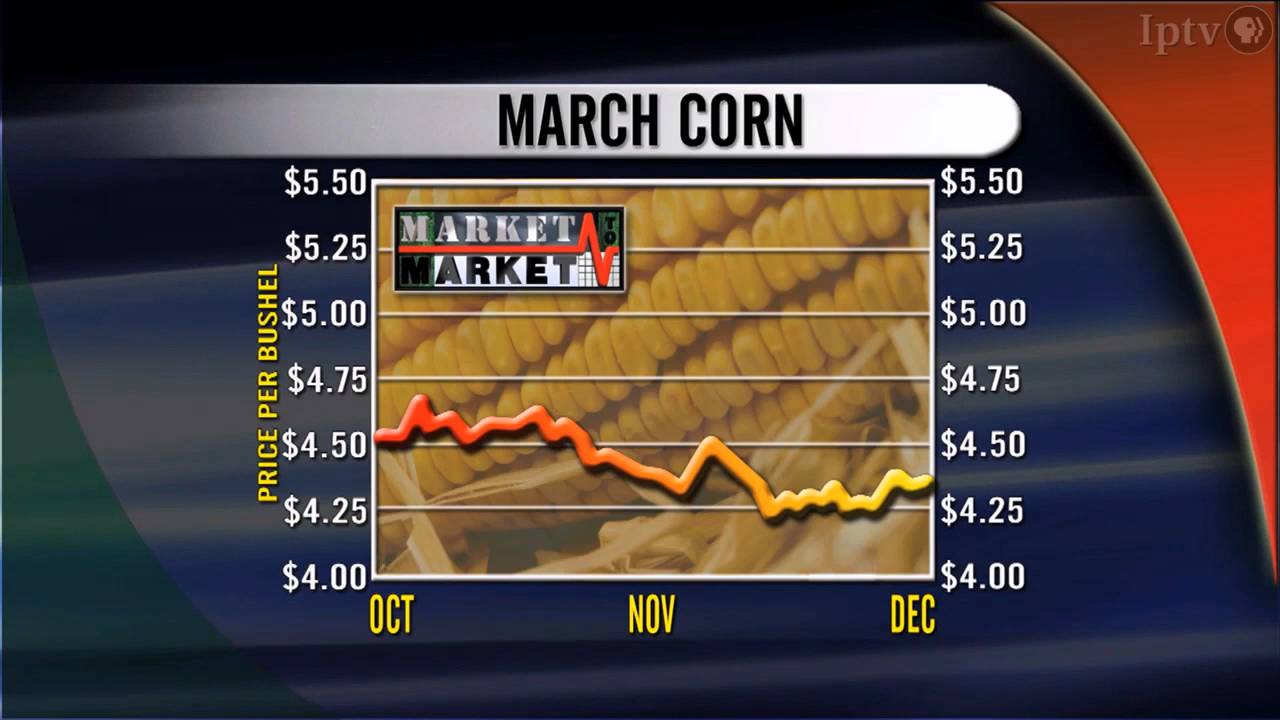 Iptv
MARCH CORN
$5.50 $5.50
MARKET TO
MARKET
$5.25 $5.25
PRICE PER BUSHEL
$5.00 $5.00
$4.75 $4.75
$4.50 $4.50
$4.25 $4.25
$4.00 $4.00
OCT NOV DEC